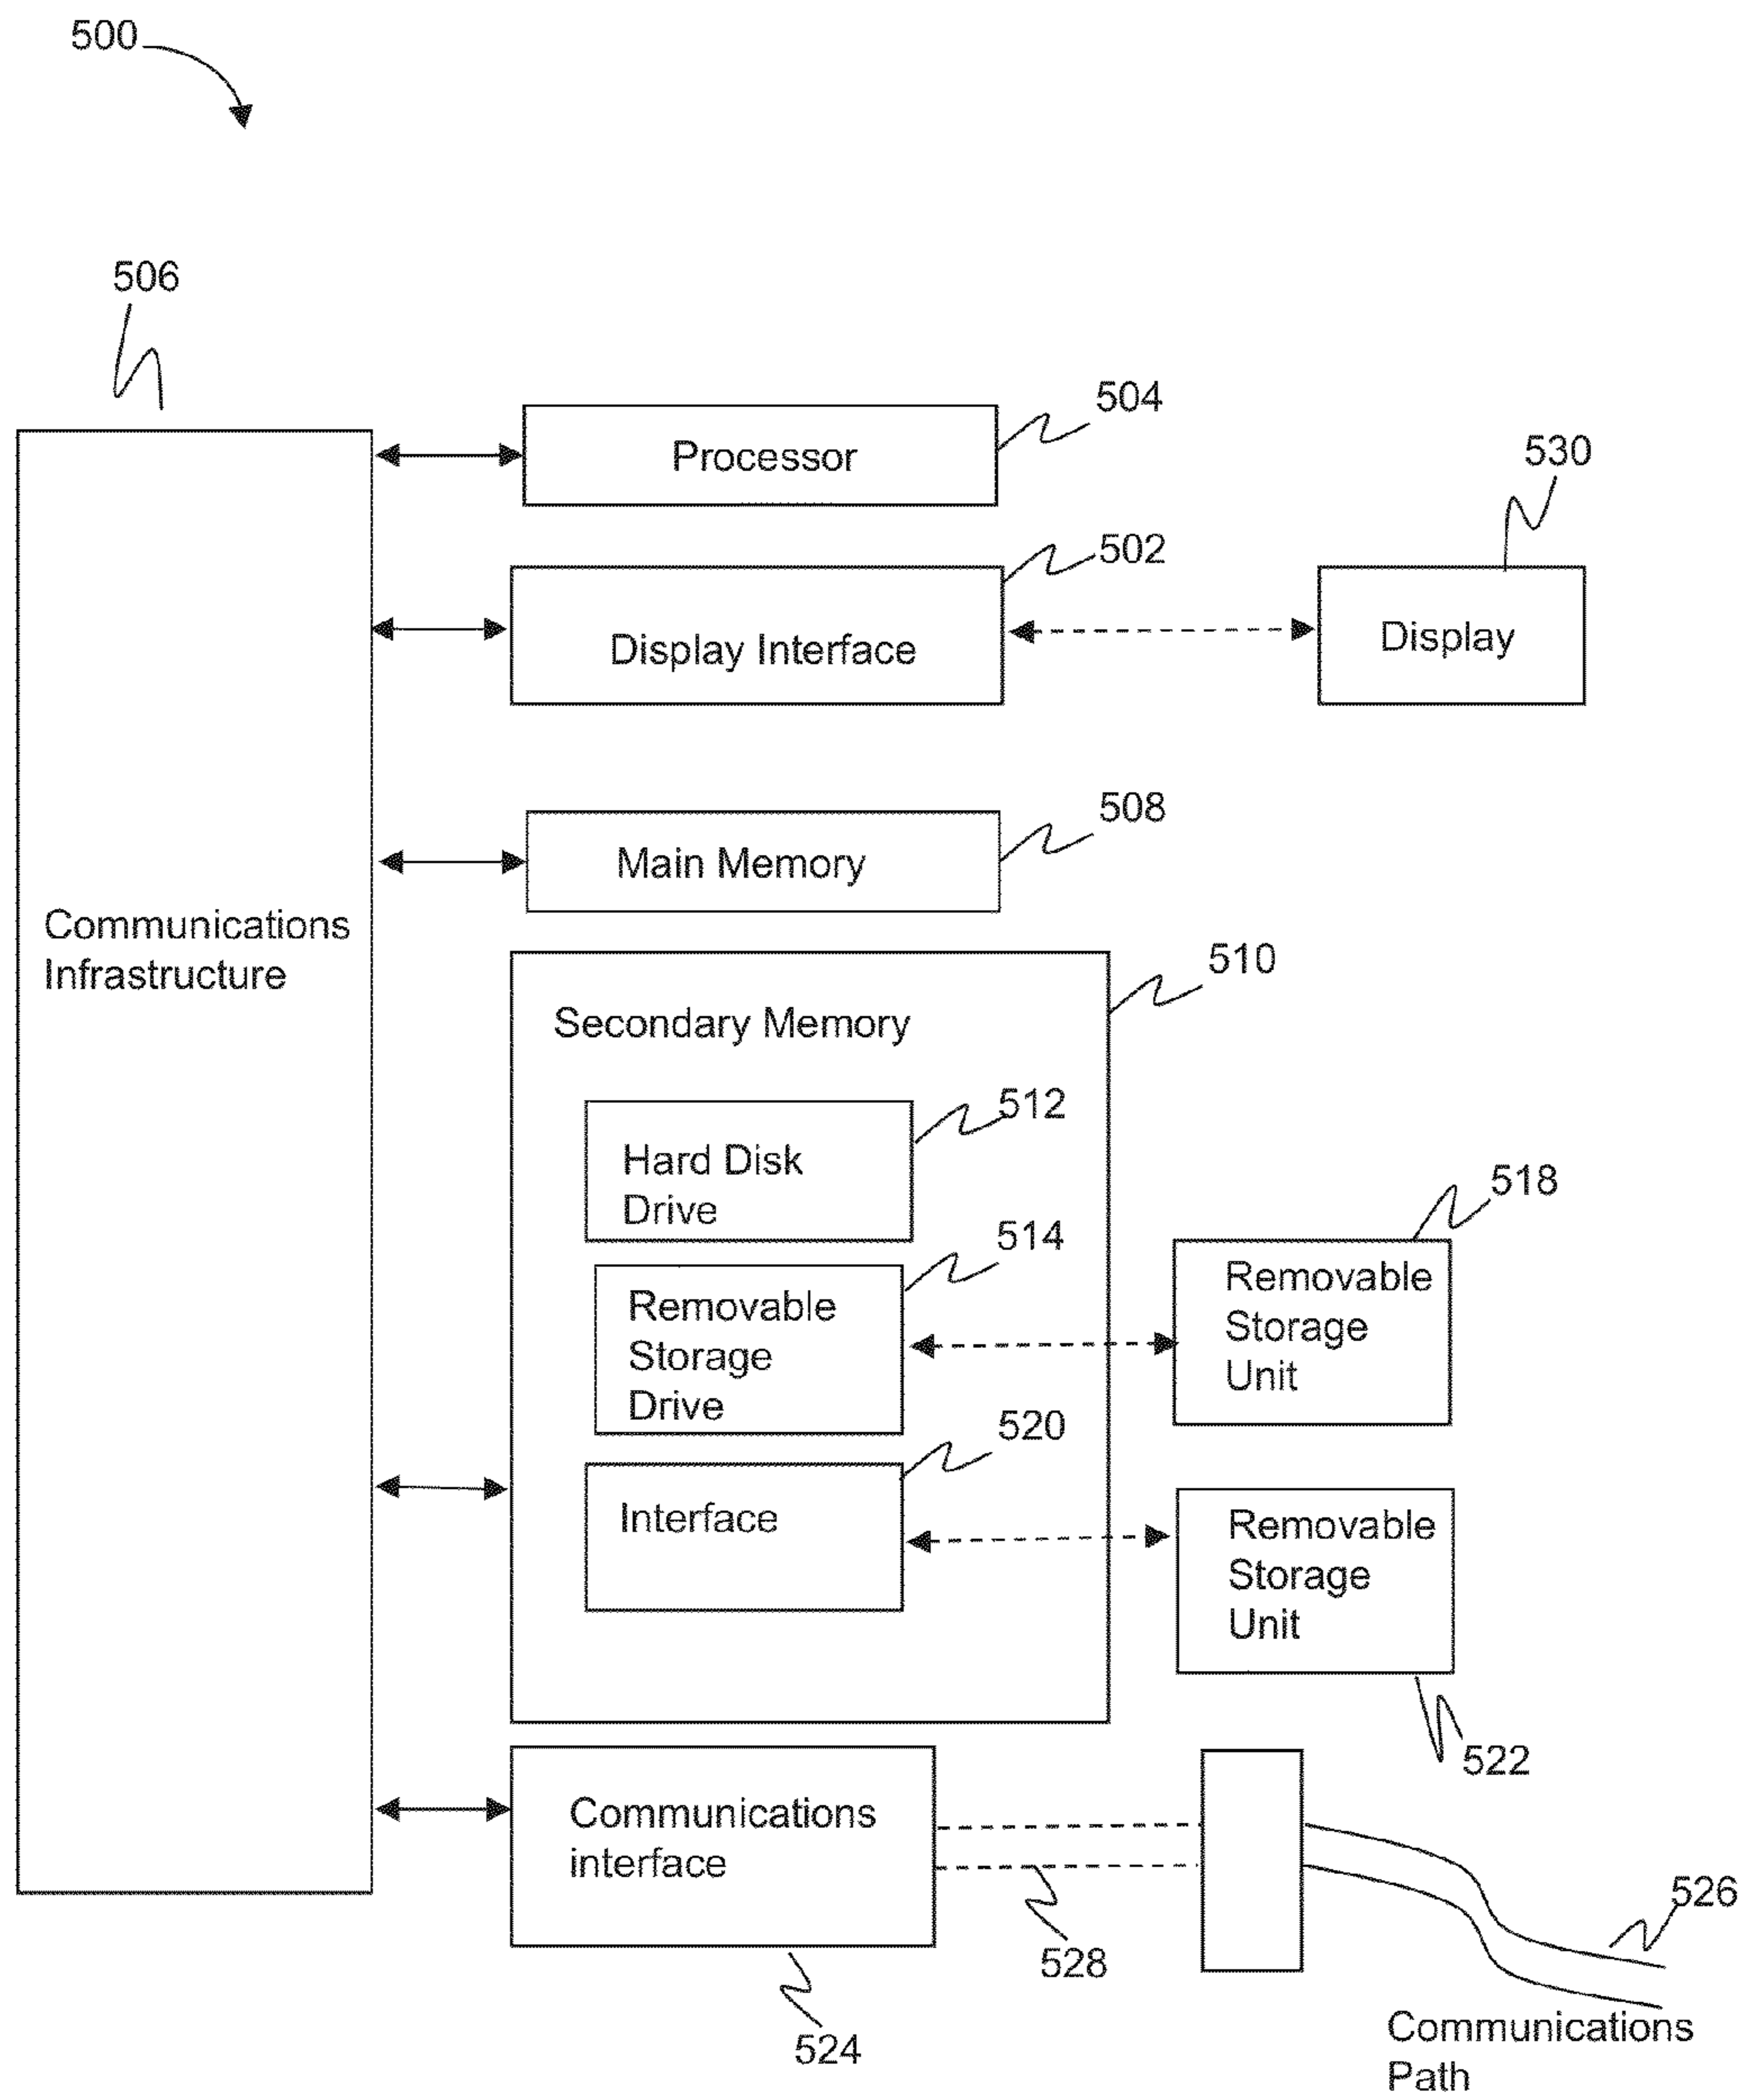 500
506
504
Processor
530
502
Display Interface
Display
508
Main Memory
Communications
Infrastructure
510
Secondary Memory
512
Hard Disk
Drive
518
514
Removable
Storage
Drive
Removable
Storage
Unit
520
Interface
Removable
Storage
Unit
522
Communications
interface
526
528
524
Communications
Path